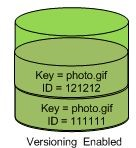 Key = photo.gif
ID = 121212
Key = photo.gif
ID = 111111
Versioning Enabled